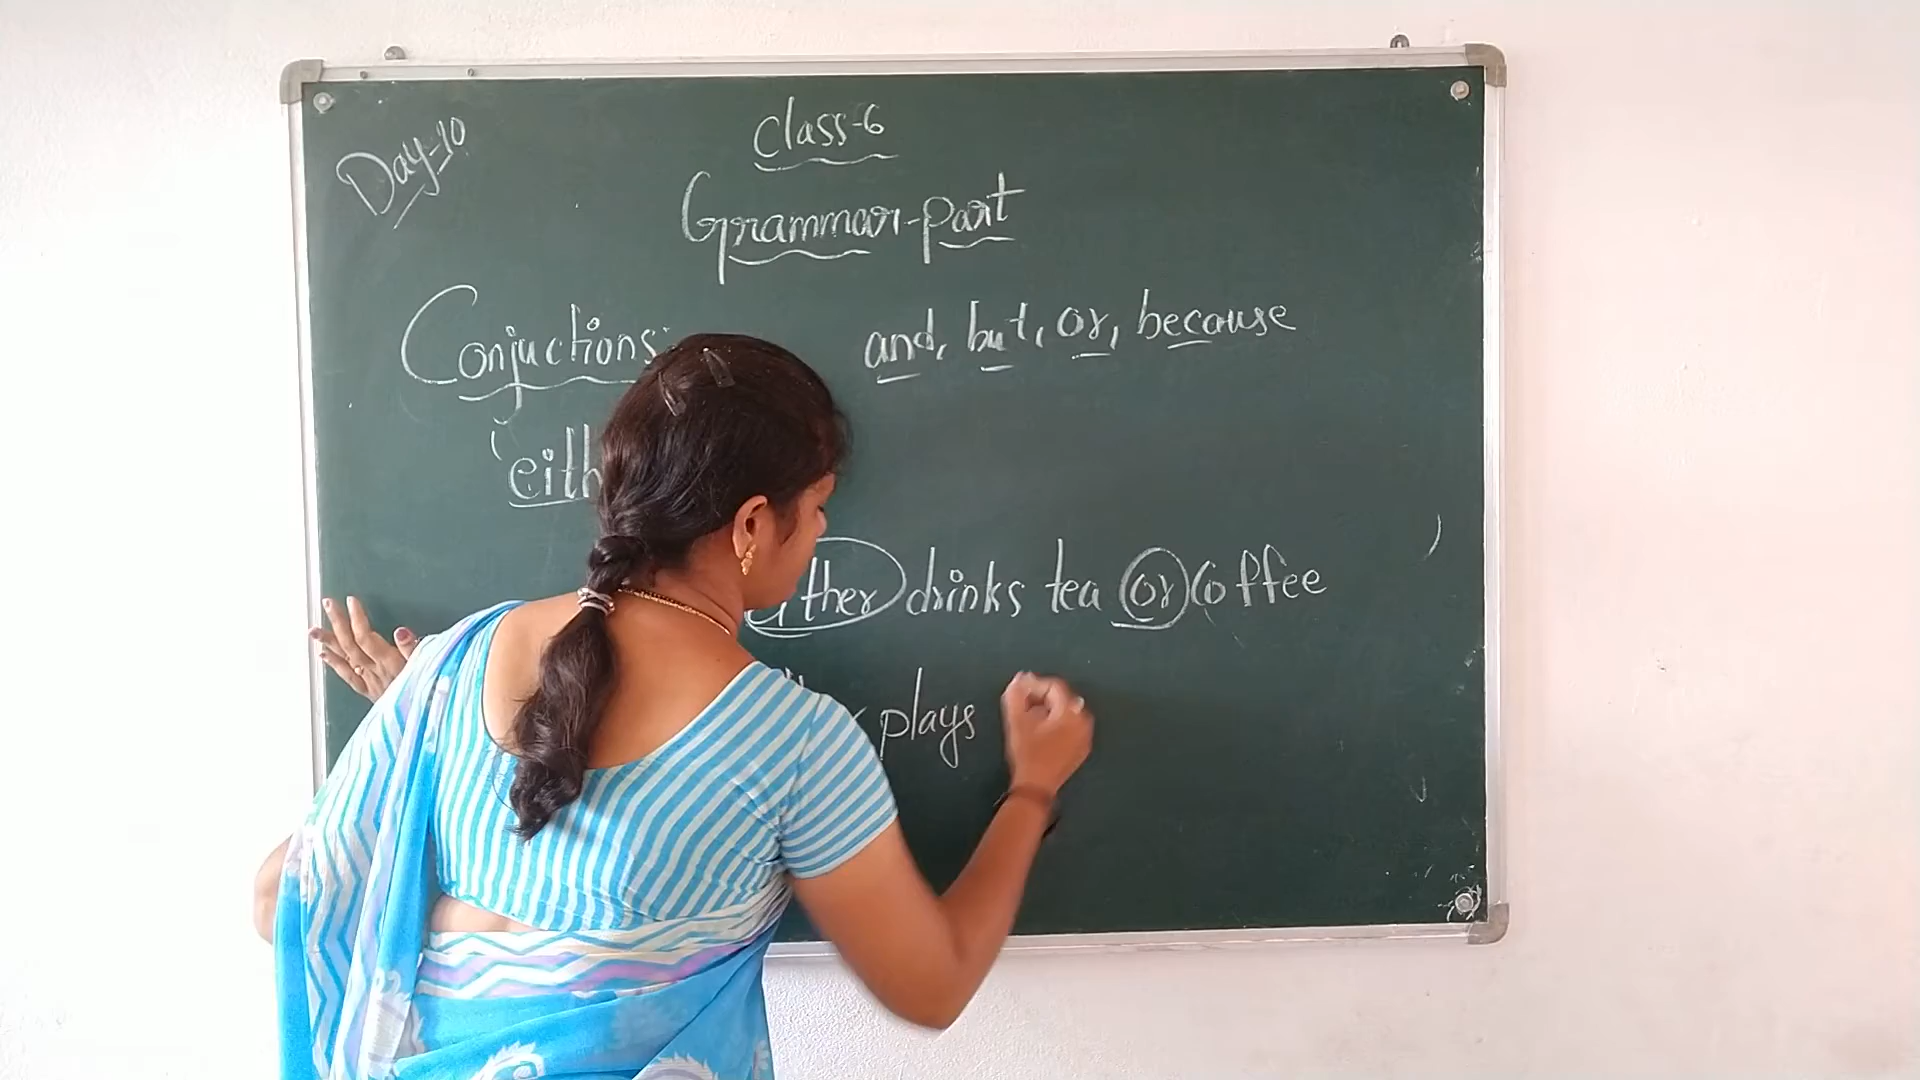 Day-10
Class-6
Grammar-part
Conjuctions and, but, or, because
eith
ther drinks tea or Coffee
plays